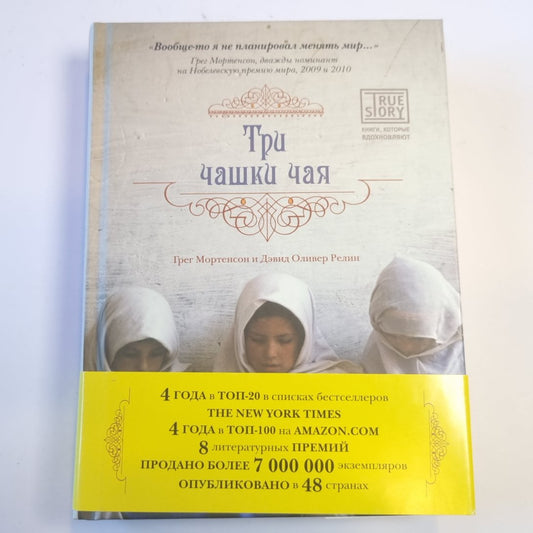 «Вообще-то я не планировал менять мир...»
Грег Мортенсон, дважды номинант
на Нобелевскую премию мира, 2009 и 2010
TRUE
STORY
КНИГИ, КОТОРЫЕ
ВДОХНОВЛЯЮТ
Три
чашки чая
Грег Мортенсон и Дэвид Оливер Релин
4 ГОДА в ТОП-20 в списках бестселлеров
THE NEW YORK TIMES
4 ГОДА в ТОП-100 на AMAZON.COM
8 литературных ПРЕМИЙ
ПРОДАНО БОЛЕЕ 7 000 000 экземпляров
ОПУБЛИКОВАНО в 48 странах